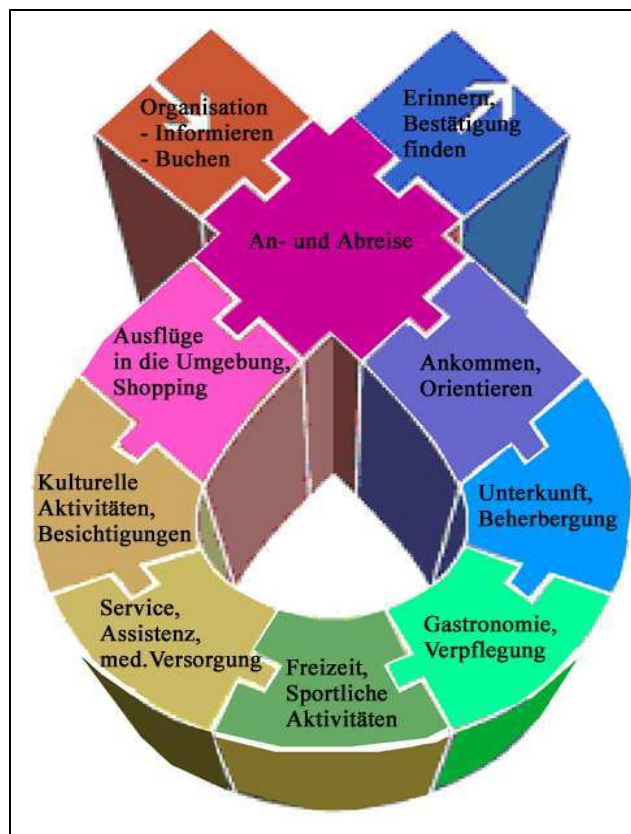 Organisation
- Informieren
- Buchen
Erinnern,
Bestätigung
finden
An- und Abreise
Ausflüge
in die Umgebung,
Shopping
Ankommen,
Orientieren
Kulturelle
Aktivitäten,
Besichtigungen
Unterkunft,
Beherbergung
Service,
Assistenz,
med.Versorgung
Freizeit,
Sportliche
Aktivitäten
Gastronomie,
Verpflegung